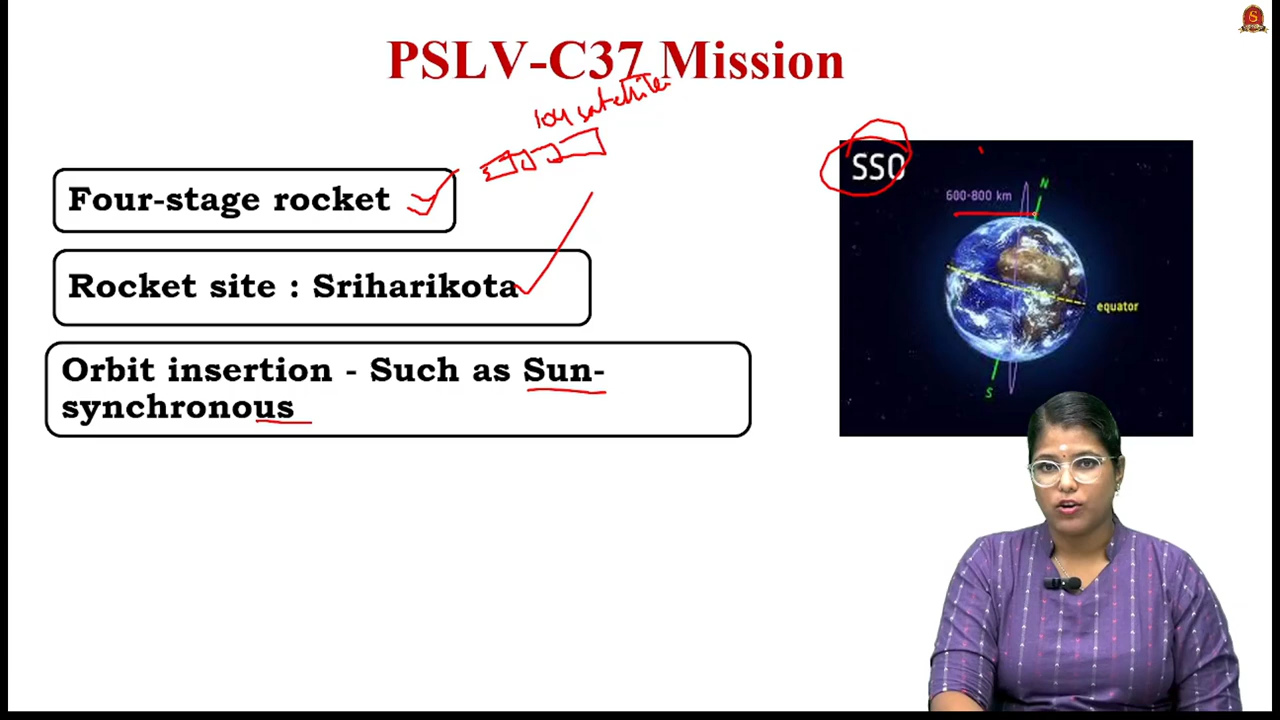 PSLV-C37 Mission
104 satellites
Four-stage rocket
Rocket site : Sriharikota
Orbit insertion - Such as Sun-
synchronous
SSO
600-800 km
N
equator
S